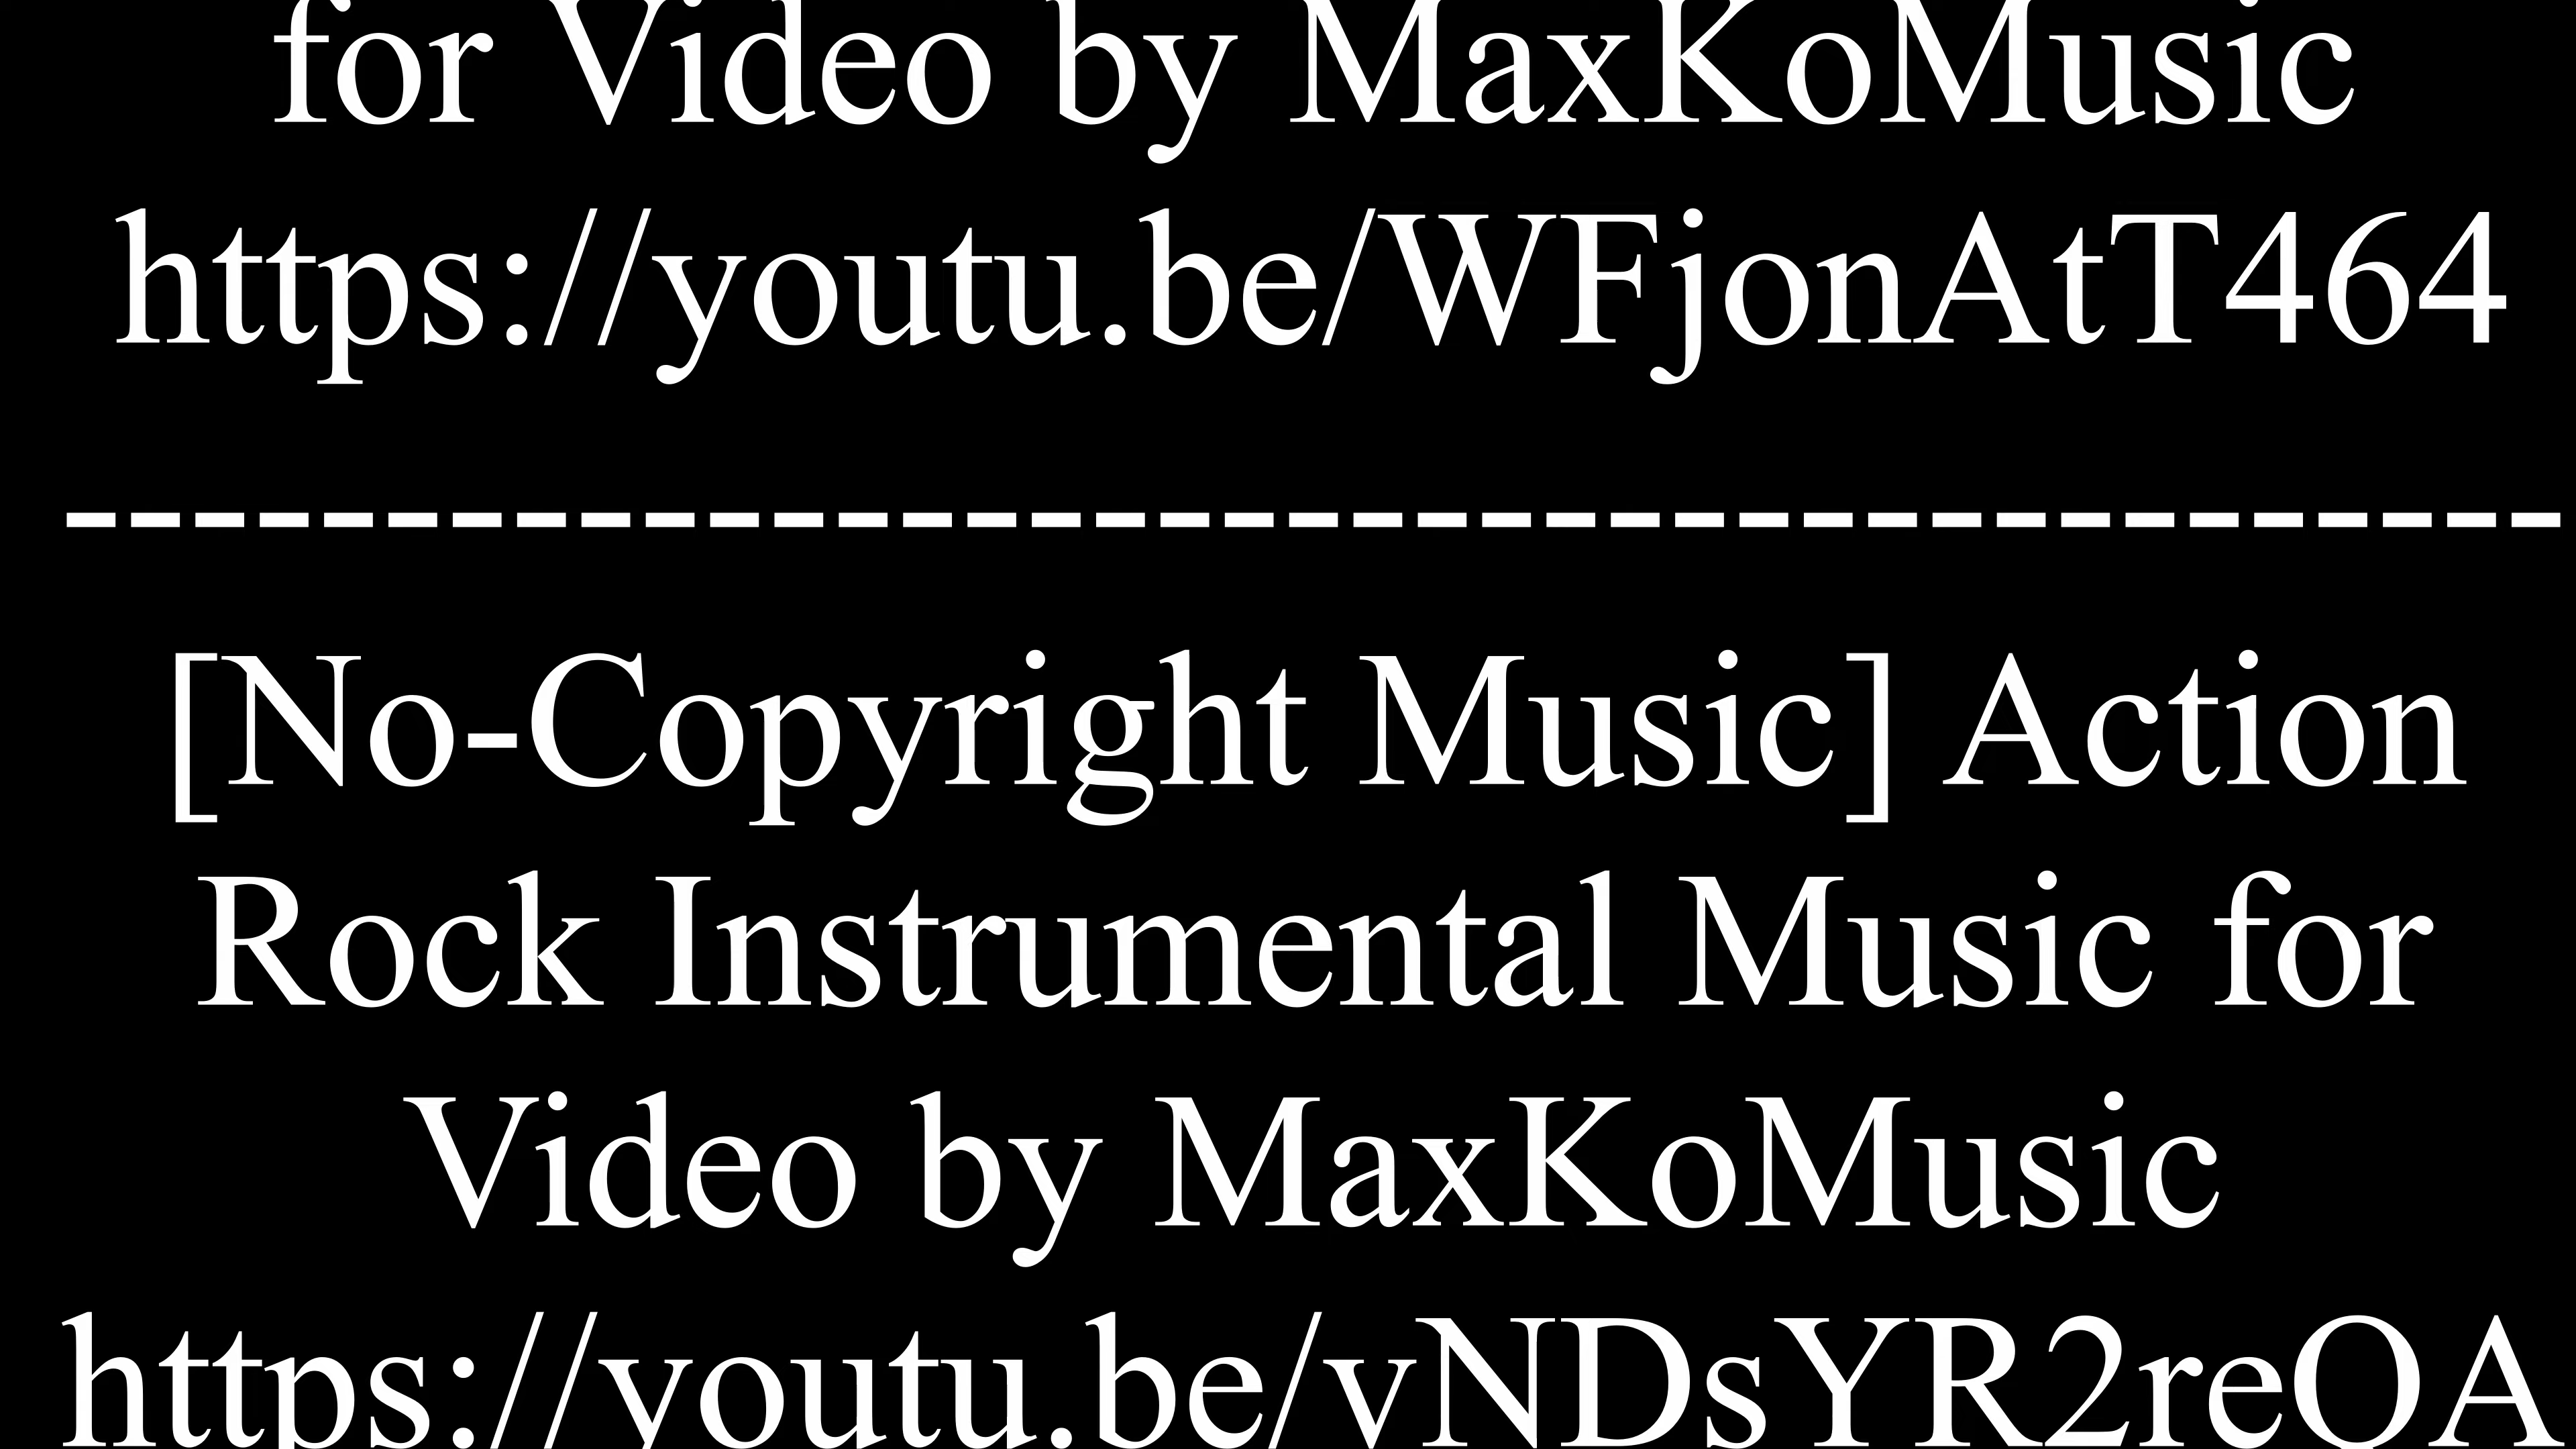 for Video by MaxKoMusic
https://youtu.be/WFjonAtT464
---------------------------------------
[No-Copyright Music] Action
Rock Instrumental Music for
Video by MaxKoMusic
https://youtu.be/vNDsYR2reOA